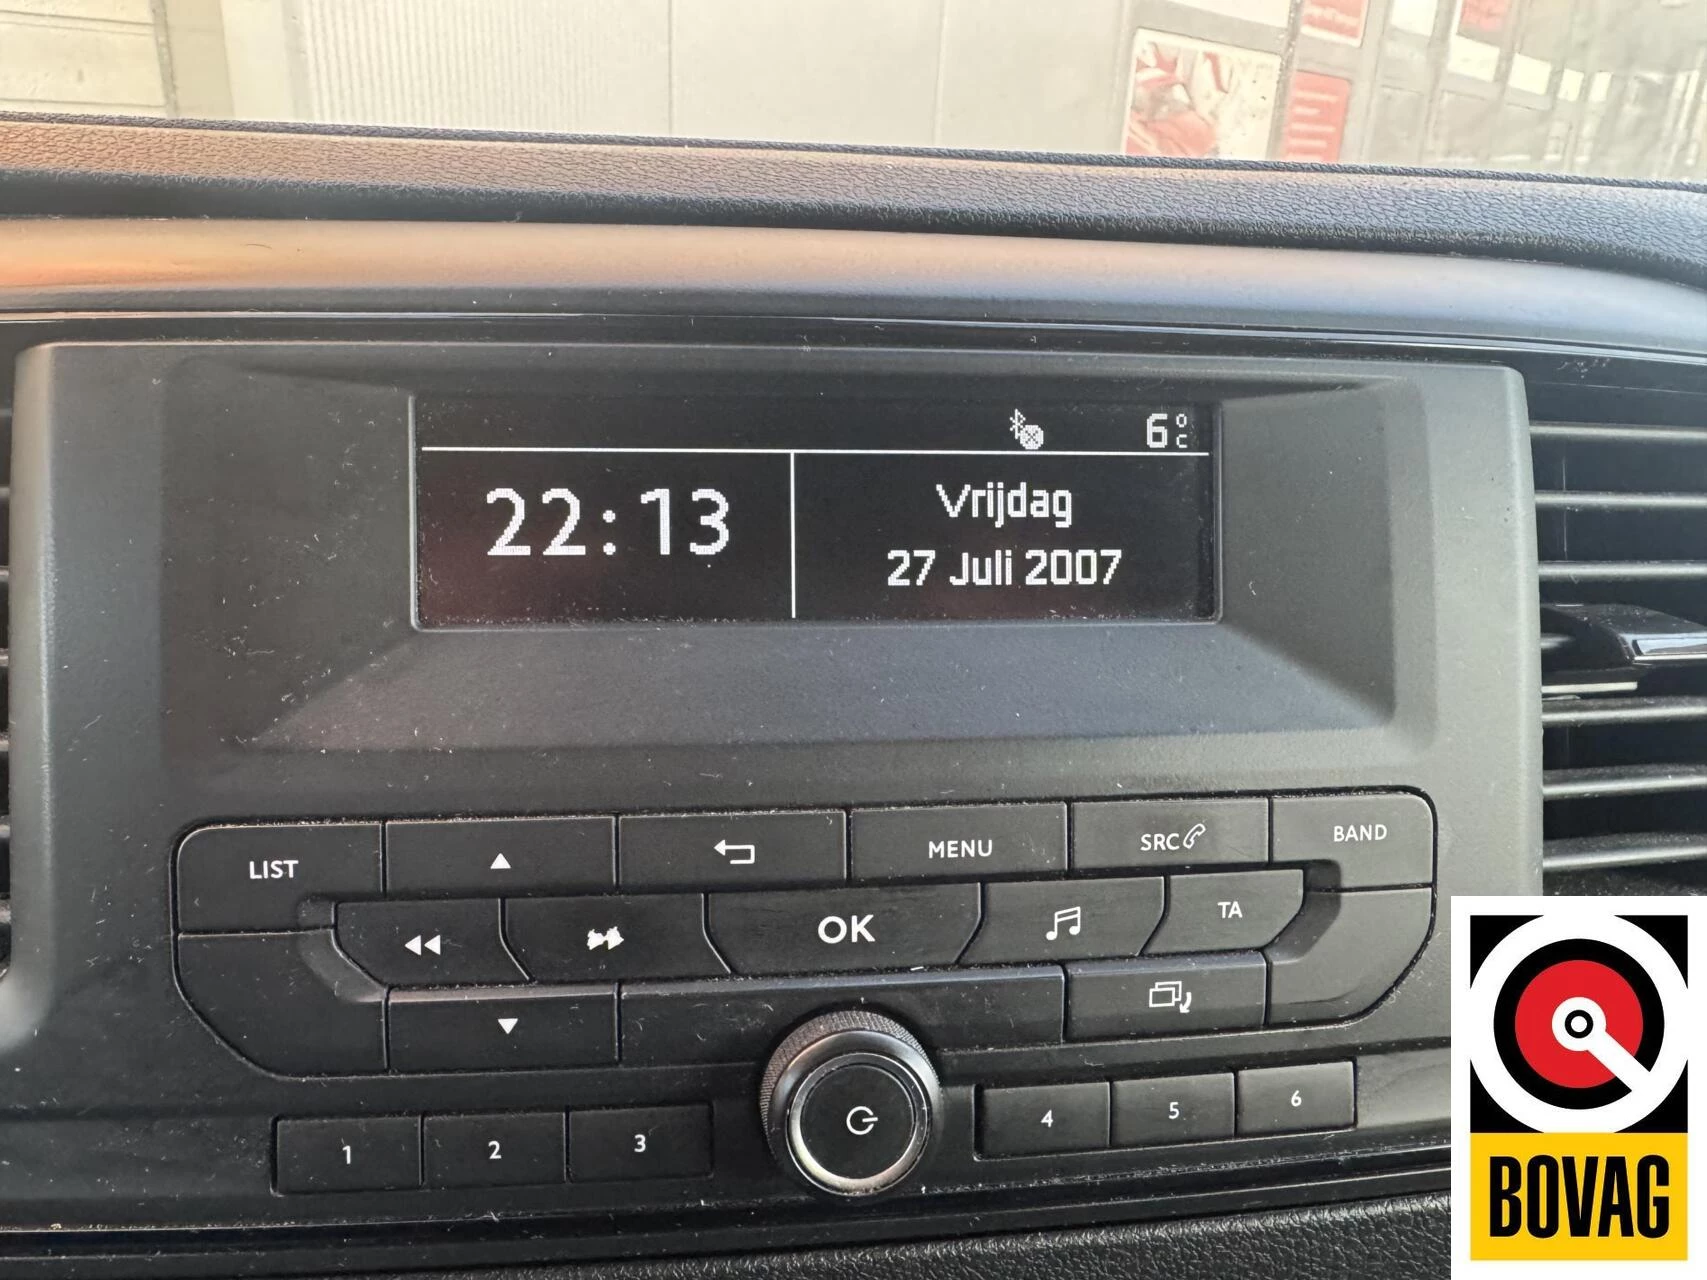 6°C
22:13
Vrijdag
27 Juli 2007
LIST
MENU
SRC
BAND
OK
TA
1
2
3
4
5
6
BOVAG